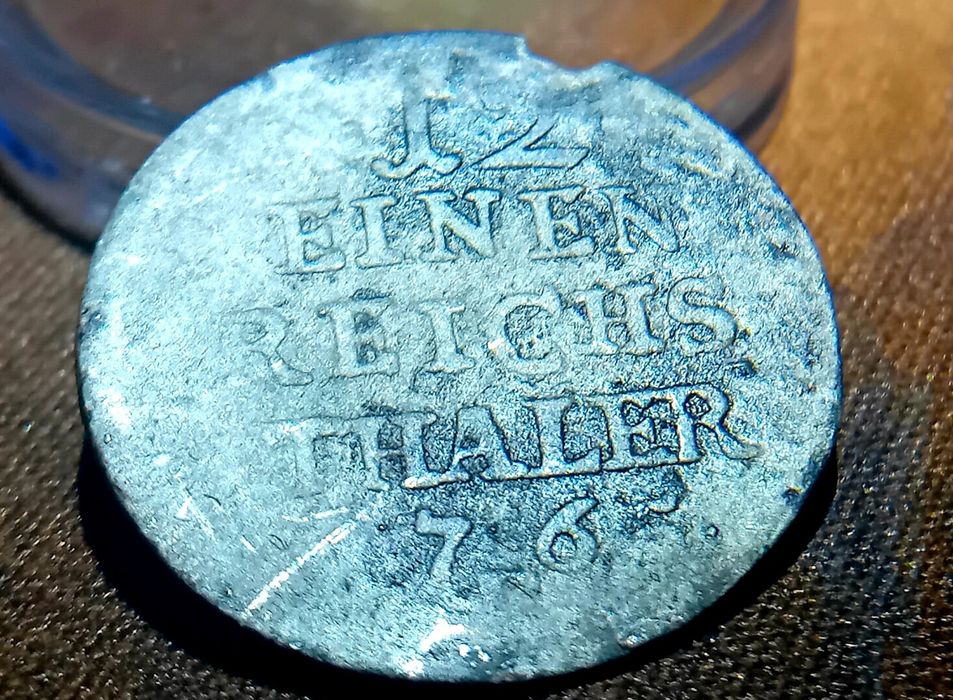 12
EINEN
REICHS
THALER
76